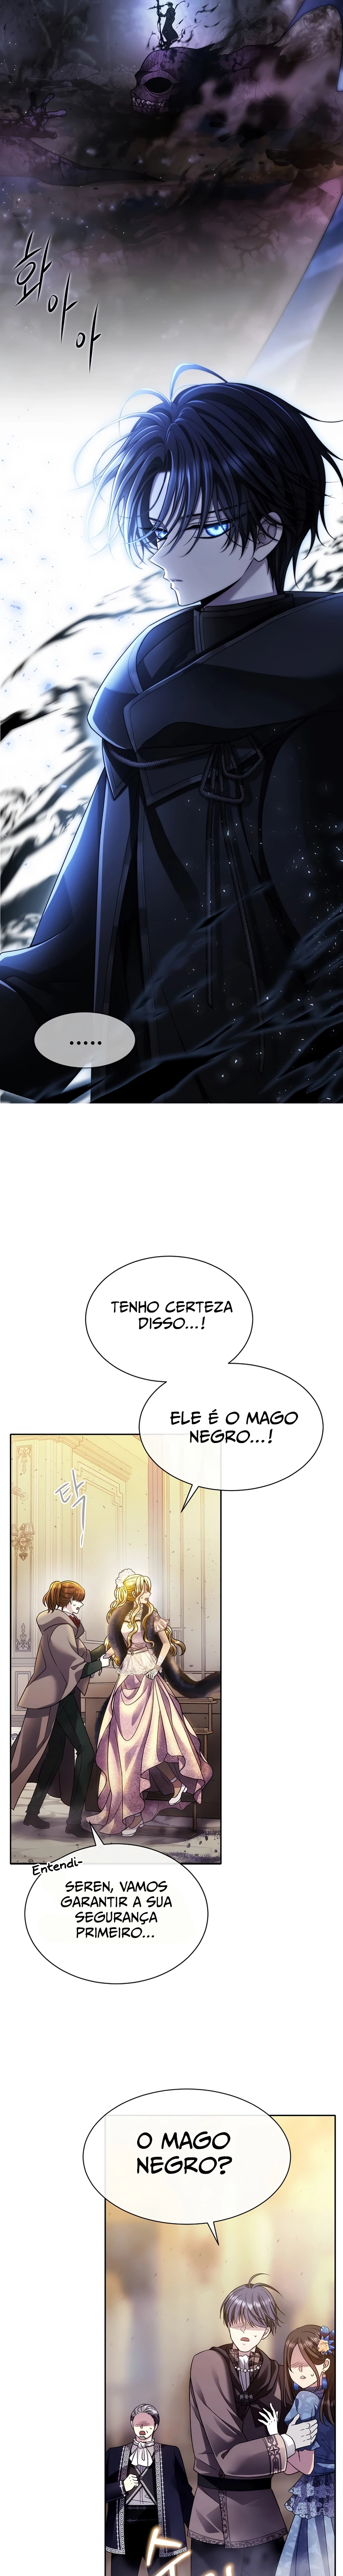 화아아
.....
TENHO CERTEZA
DISSO...!
ELE É O MAGO
NEGRO...!
탁
Entendi-
SEREN, VAMOS
GARANTIR A SUA
SEGURANÇA
PRIMEIRO...
O MAGO
NEGRO?